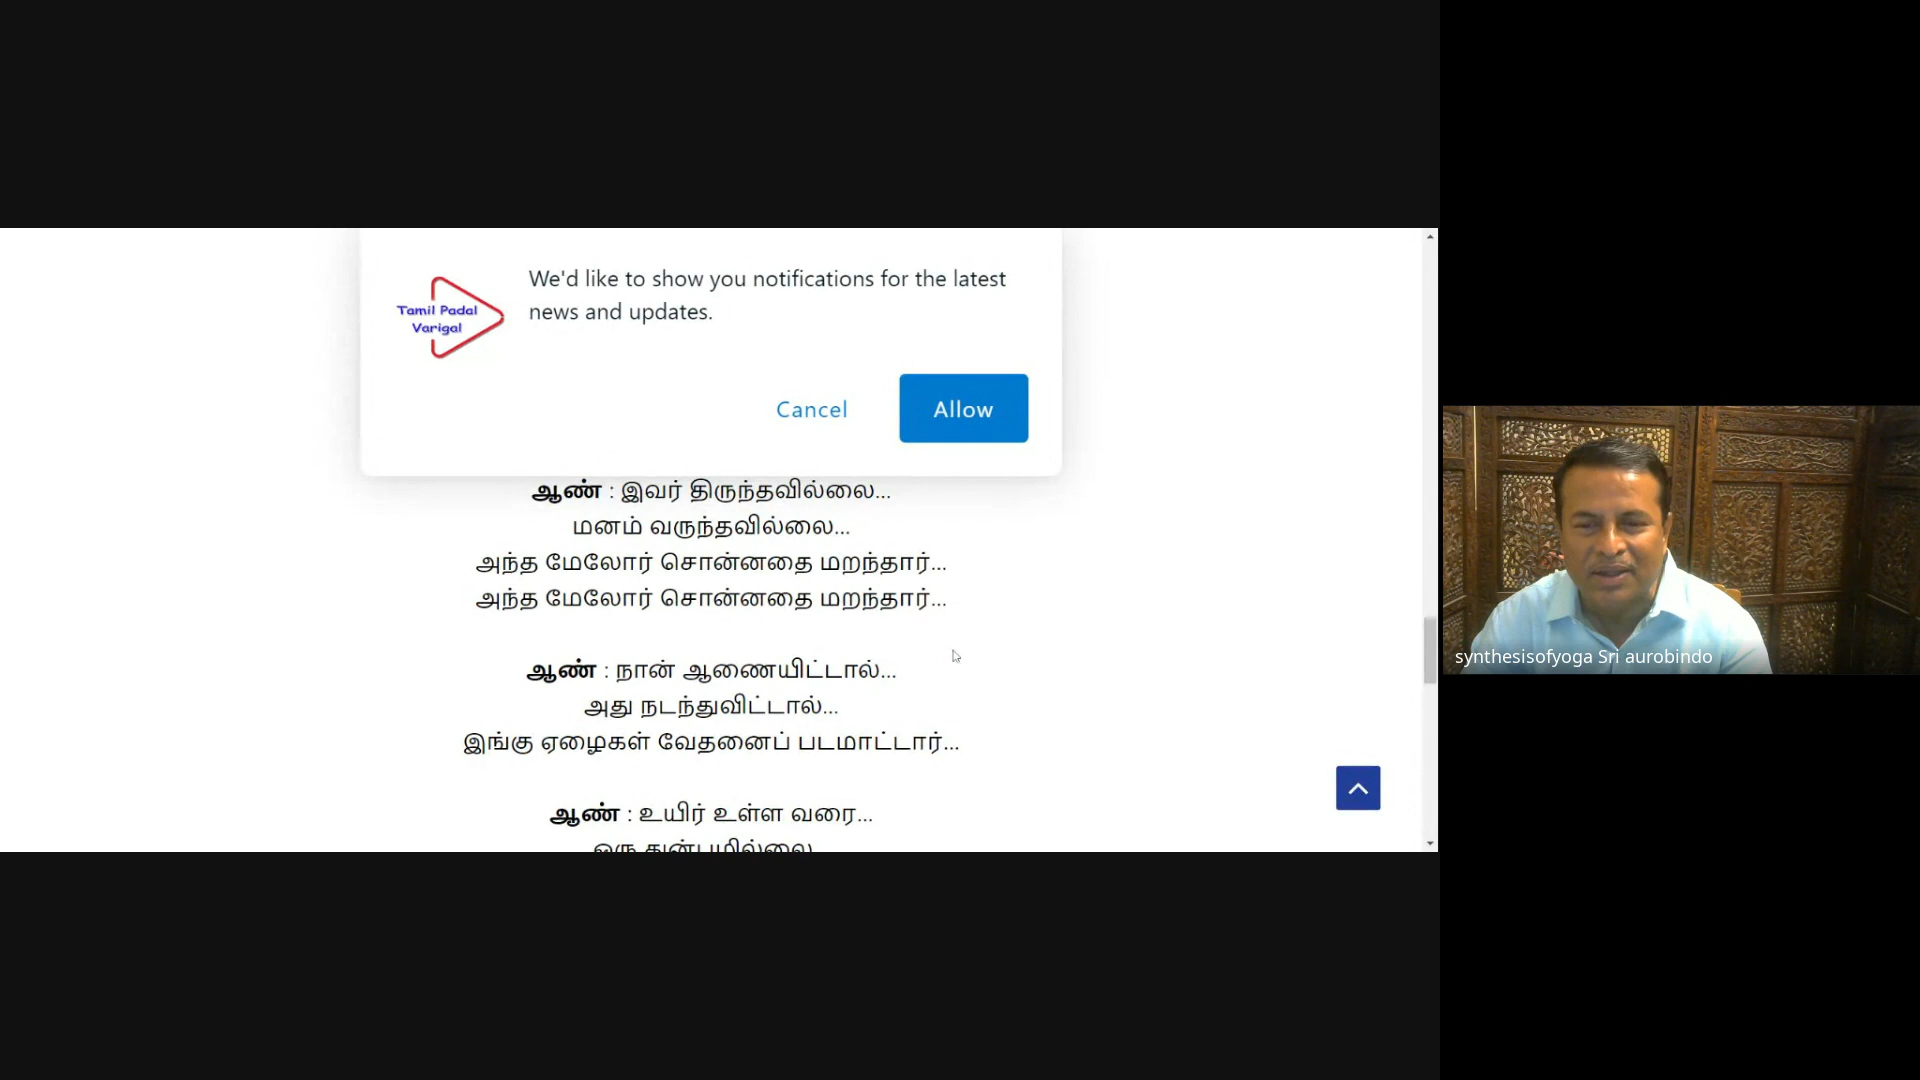 We'd like to show you notifications for the latest
news and updates.
Tamil Padal
Varigal
Cancel
Allow
ஆண் : இவர் திருந்தவில்லை...
மனம் வருந்தவில்லை...
அந்த மேலோர் சொன்னதை மறந்தார்...
அந்த மேலோர் சொன்னதை மறந்தார்...
ஆண் : நான் ஆணையிட்டால்...
அது நடந்துவிட்டால்...
இங்கு ஏழைகள் வேதனைப் படமாட்டார்...
ஆண் : உயிர் உள்ள வரை...
ஒரு துன்பமில்லை
synthesisofyoga Sri aurobindo